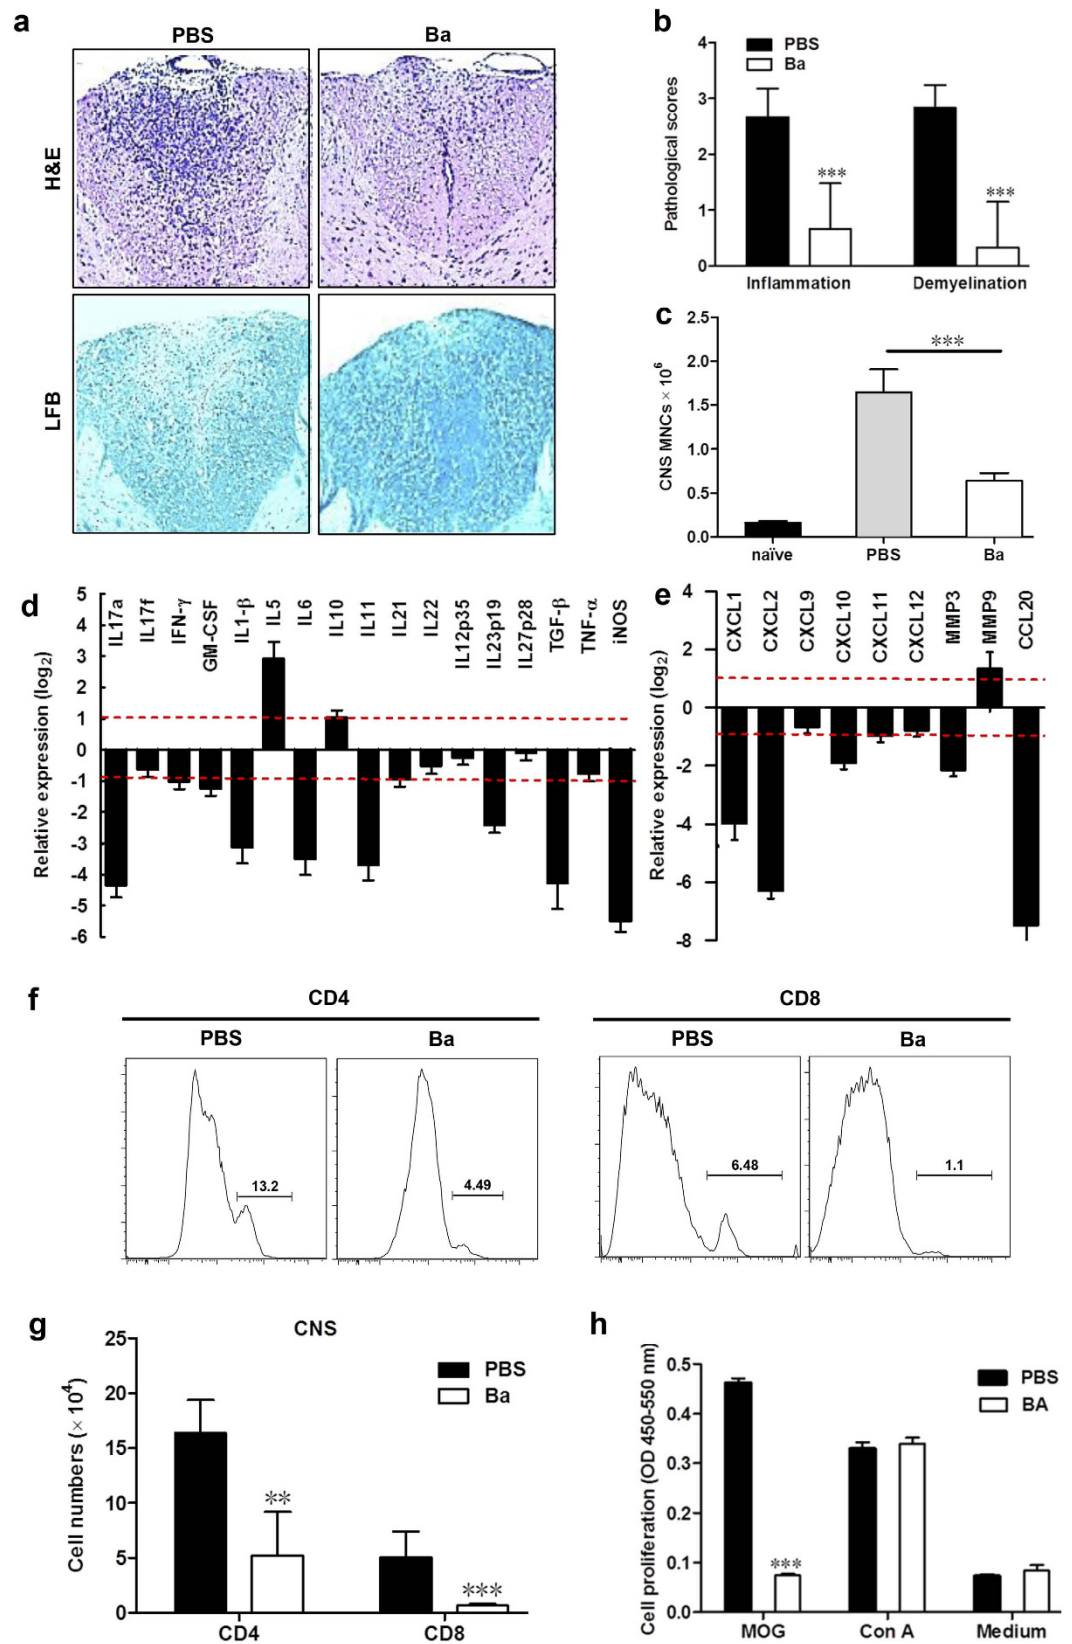 a
PBS
Ba
H&E
LFB
b
PBS
Ba
Pathological scores
4
3
2
1
0
***
***
Inflammation
Demyelination
c
CNS MNCs × 10⁶
2.5
2.0
1.5
1.0
0.5
0.0
***
naïve
PBS
Ba
d
Relative expression (log₂)
5
4
3
2
1
0
-1
-2
-3
-4
-5
-6
IL17a
IL17f
IFN-γ
GM-CSF
IL1-β
IL5
IL6
IL10
IL11
IL21
IL22
IL12p35
IL23p19
IL27p28
TGF-β
TNF-α
iNOS
e
Relative expression (log₂)
4
2
0
-2
-4
-6
-8
CXCL1
CXCL2
CXCL9
CXCL10
CXCL11
CXCL12
MMP3
MMP9
CCL20
f
CD4
PBS
Ba
13.2
4.49
CD8
PBS
Ba
6.48
1.1
g
CNS
Cell numbers (× 10⁴)
25
20
15
10
5
0
PBS
Ba
**
***
CD4
CD8
h
Cell proliferation (OD 450-550 nm)
0.5
0.4
0.3
0.2
0.1
0.0
PBS
BA
***
MOG
Con A
Medium